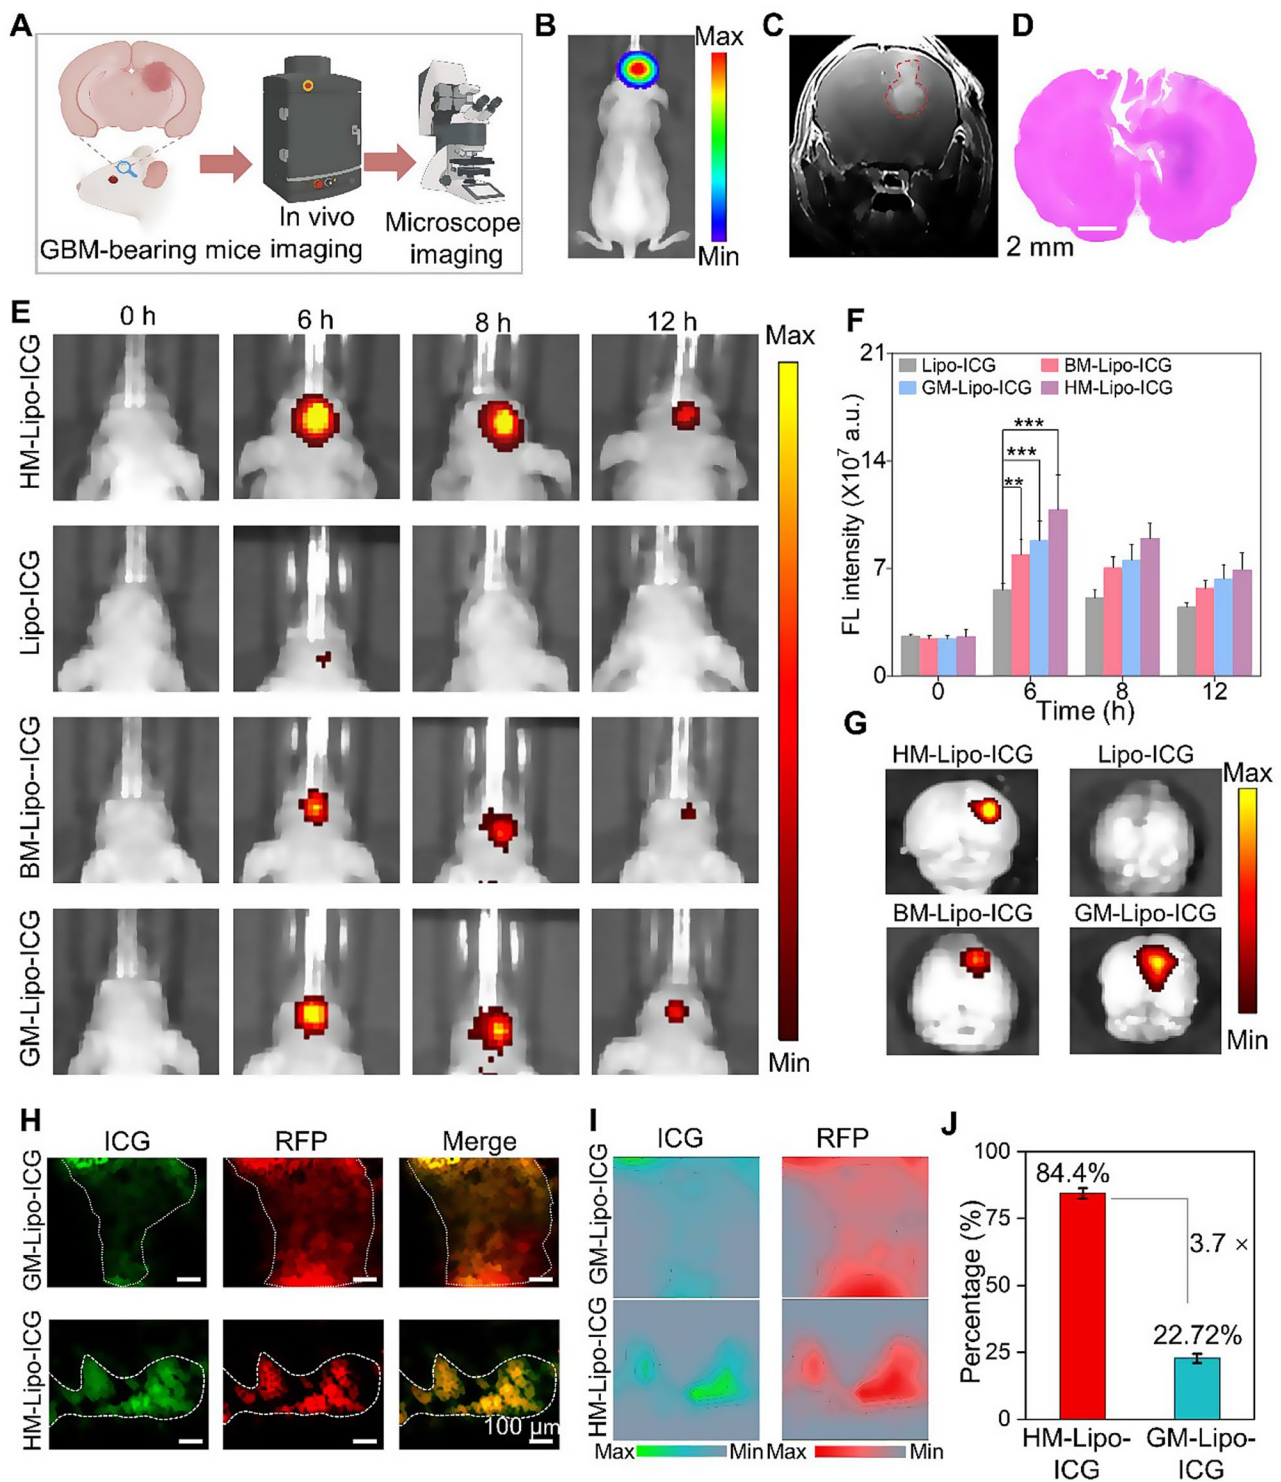 A
GBM-bearing mice
In vivo
imaging
Microscope
imaging
B
Max
Min
C
D
2 mm
E
0 h
6 h
8 h
12 h
HM-Lipo-ICG
Lipo-ICG
BM-Lipo--ICG
GM-Lipo-ICG
Max
Min
F
21
14
7
0
FL intensity (X10⁷ a.u.)
Lipo-ICG
BM-Lipo-ICG
GM-Lipo-ICG
HM-Lipo-ICG
***
***
**
0
6
8
12
Time (h)
G
HM-Lipo-ICG
Lipo-ICG
BM-Lipo-ICG
GM-Lipo-ICG
Max
Min
H
ICG
RFP
Merge
GM-Lipo-ICG
HM-Lipo-ICG
100 μm
I
ICG
RFP
GM-Lipo-ICG
HM-Lipo-ICG
Max
Min
Max
Min
J
100
75
50
25
0
Percentage (%)
84.4%
3.7 ×
22.72%
HM-Lipo-
ICG
GM-Lipo-
ICG